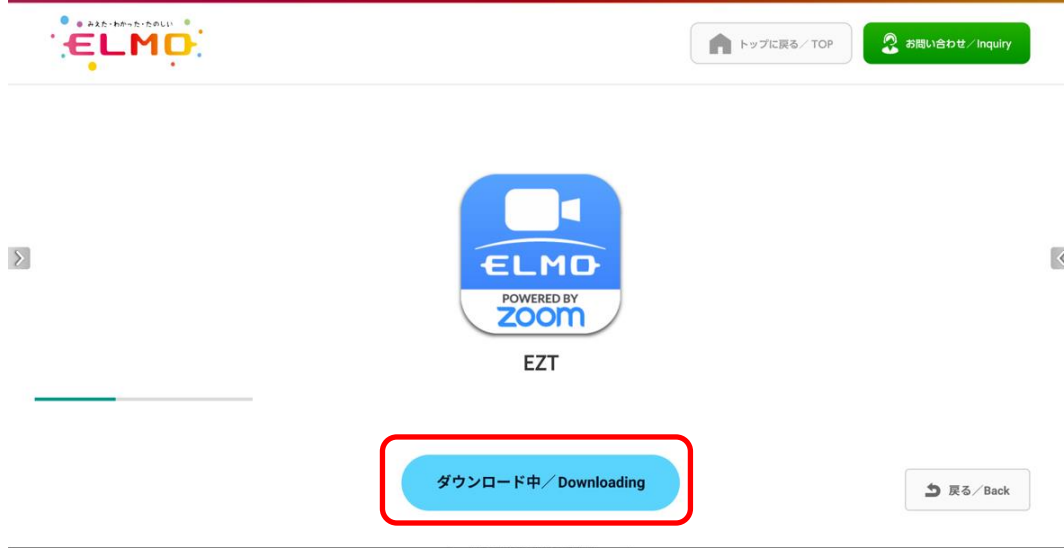 みえた・わかった・たのしい
ELMO
トップに戻る／TOP
お問い合わせ／Inquiry
ELMO
POWERED BY
zoom
EZT
ダウンロード中／Downloading
戻る／Back